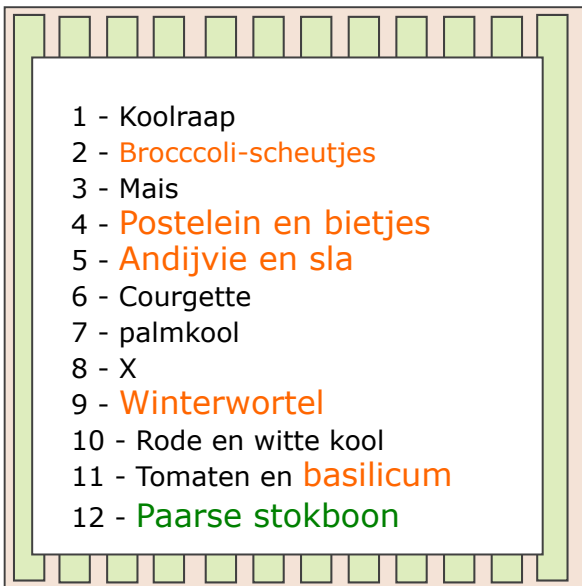 1 - Koolraap
2 - Brocccoli-scheutjes
3 - Mais
4 - Postelein en bietjes
5 - Andijvie en sla
6 - Courgette
7 - palmkool
8 - X
9 - Winterwortel
10 - Rode en witte kool
11 - Tomaten en basilicum
12 - Paarse stokboon